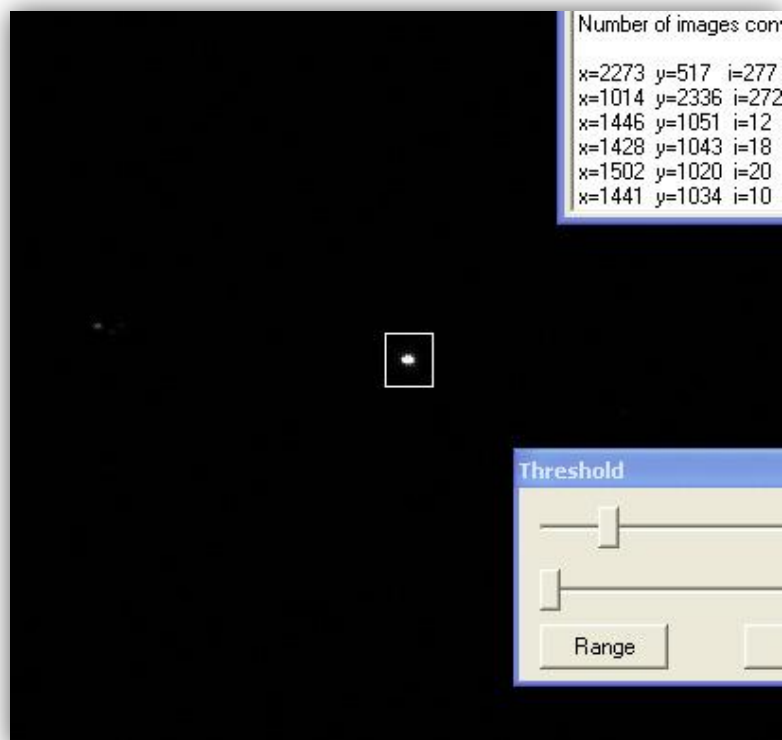 Number of images conv
x=2273 y=517 i=277
x=1014 y=2336 i=272
x=1446 y=1051 i=12
x=1428 y=1043 i=18
x=1502 y=1020 i=20
x=1441 y=1034 i=10
Threshold
Range